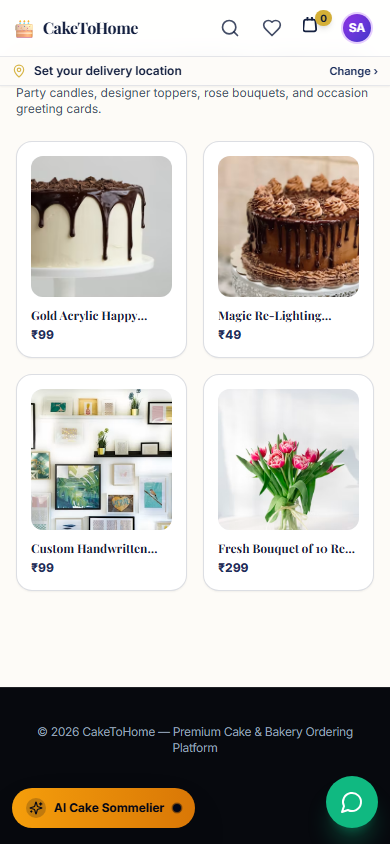 CakeToHome
0
SA
Set your delivery location
Change ›
Party candles, designer toppers, rose bouquets, and occasion
greeting cards.
Gold Acrylic Happy...
₹99
Magic Re-Lighting...
₹49
Custom Handwritten...
₹99
Fresh Bouquet of 10 Re...
₹299
© 2026 CakeToHome — Premium Cake & Bakery Ordering
Platform
AI Cake Sommelier